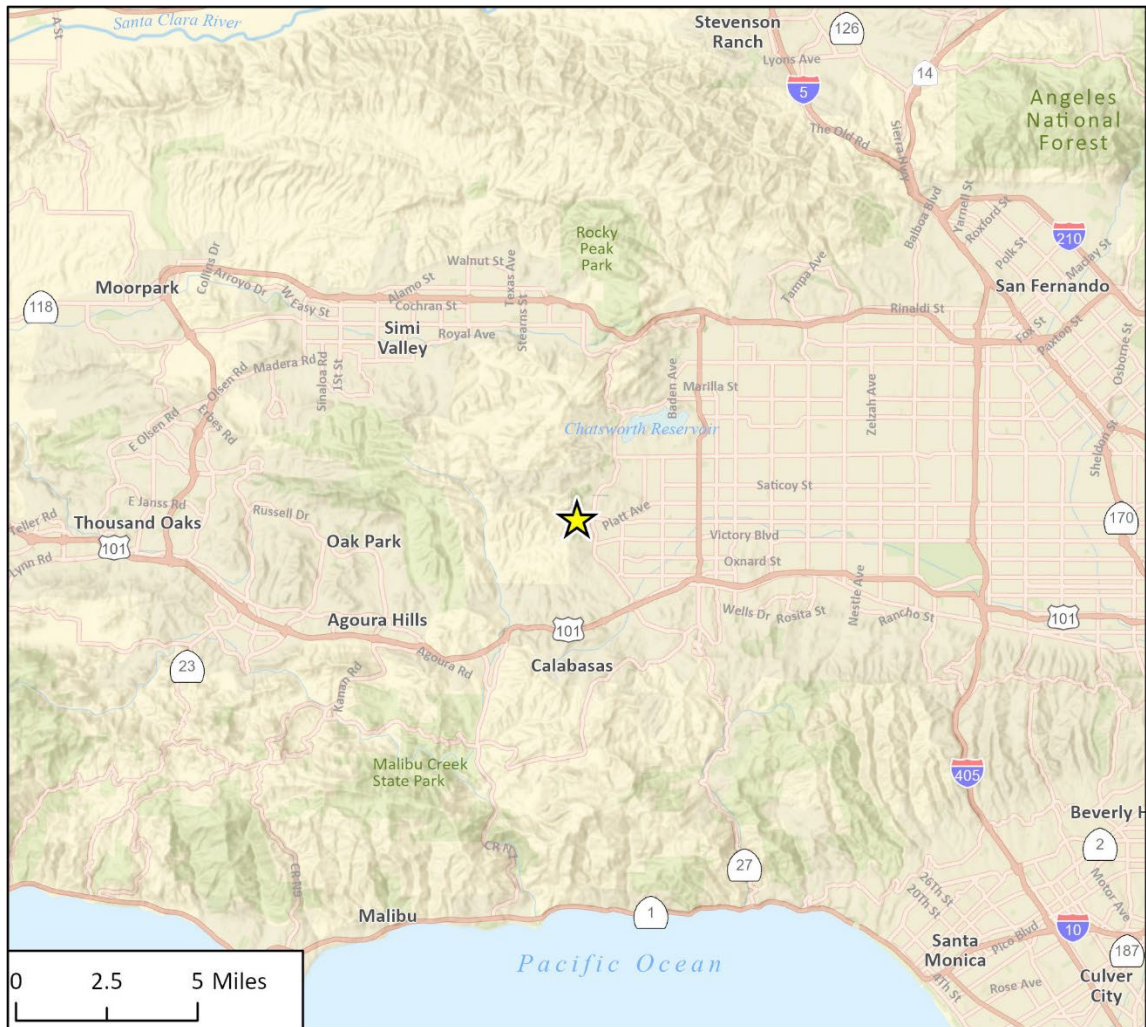 Santa Clara River
A St
Stevenson
Ranch
126
Lyons Ave
14
5
The Old Rd
Sierra Hwy
Angeles
National
Forest
Balboa Blvd
Yarnell St
Roxford St
Polk St
210
Maclay St
Rocky
Peak
Park
Walnut St
Texas Ave
Tampa Ave
Collins Dr
Moorpark
Arroyo Dr
W Easy St
Alamo St
Cochran St
Stearns St
118
Simi
Valley
Royal Ave
San Fernando
Rinaldi St
Fox St
Paxton St
Osborne St
Madera Rd
Sinaloa Rd
1St St
Olsen Rd
Erbes Rd
E Olsen Rd
Marilla St
Baden Ave
Zelzah Ave
Chatsworth Reservoir
Sheldon St
Saticoy St
E Janss Rd
Russell Dr
Teller Rd
Thousand Oaks
101
Lynn Rd
Oak Park
Platt Ave
Victory Blvd
Oxnard St
170
Agoura Hills
101
Wells Dr
Rosita St
Nestle Ave
Rancho St
101
Agoura Rd
Calabasas
23
Kanan Rd
Malibu Creek
State Park
405
Beverly H
2
CR N1
27
CR N9
26Th St
20Th St
Motor Ave
Malibu
1
10
Santa
Monica
Pico Blvd
187
4Th St
Rose Ave
Culver
City
Pacific Ocean
0 2.5 5 Miles